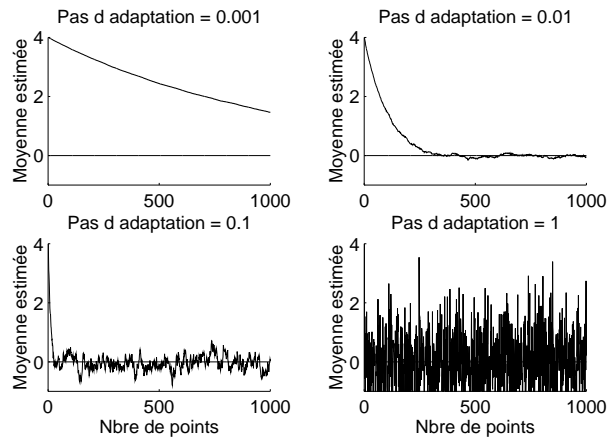 Pas d adaptation = 0.001
Moyenne estimée
4
2
0
0
500
1000
Pas d adaptation = 0.01
Moyenne estimée
4
2
0
0
500
1000
Pas d adaptation = 0.1
Moyenne estimée
4
2
0
0
500
1000
Nbre de points
Pas d adaptation = 1
Moyenne estimée
4
2
0
0
500
1000
Nbre de points